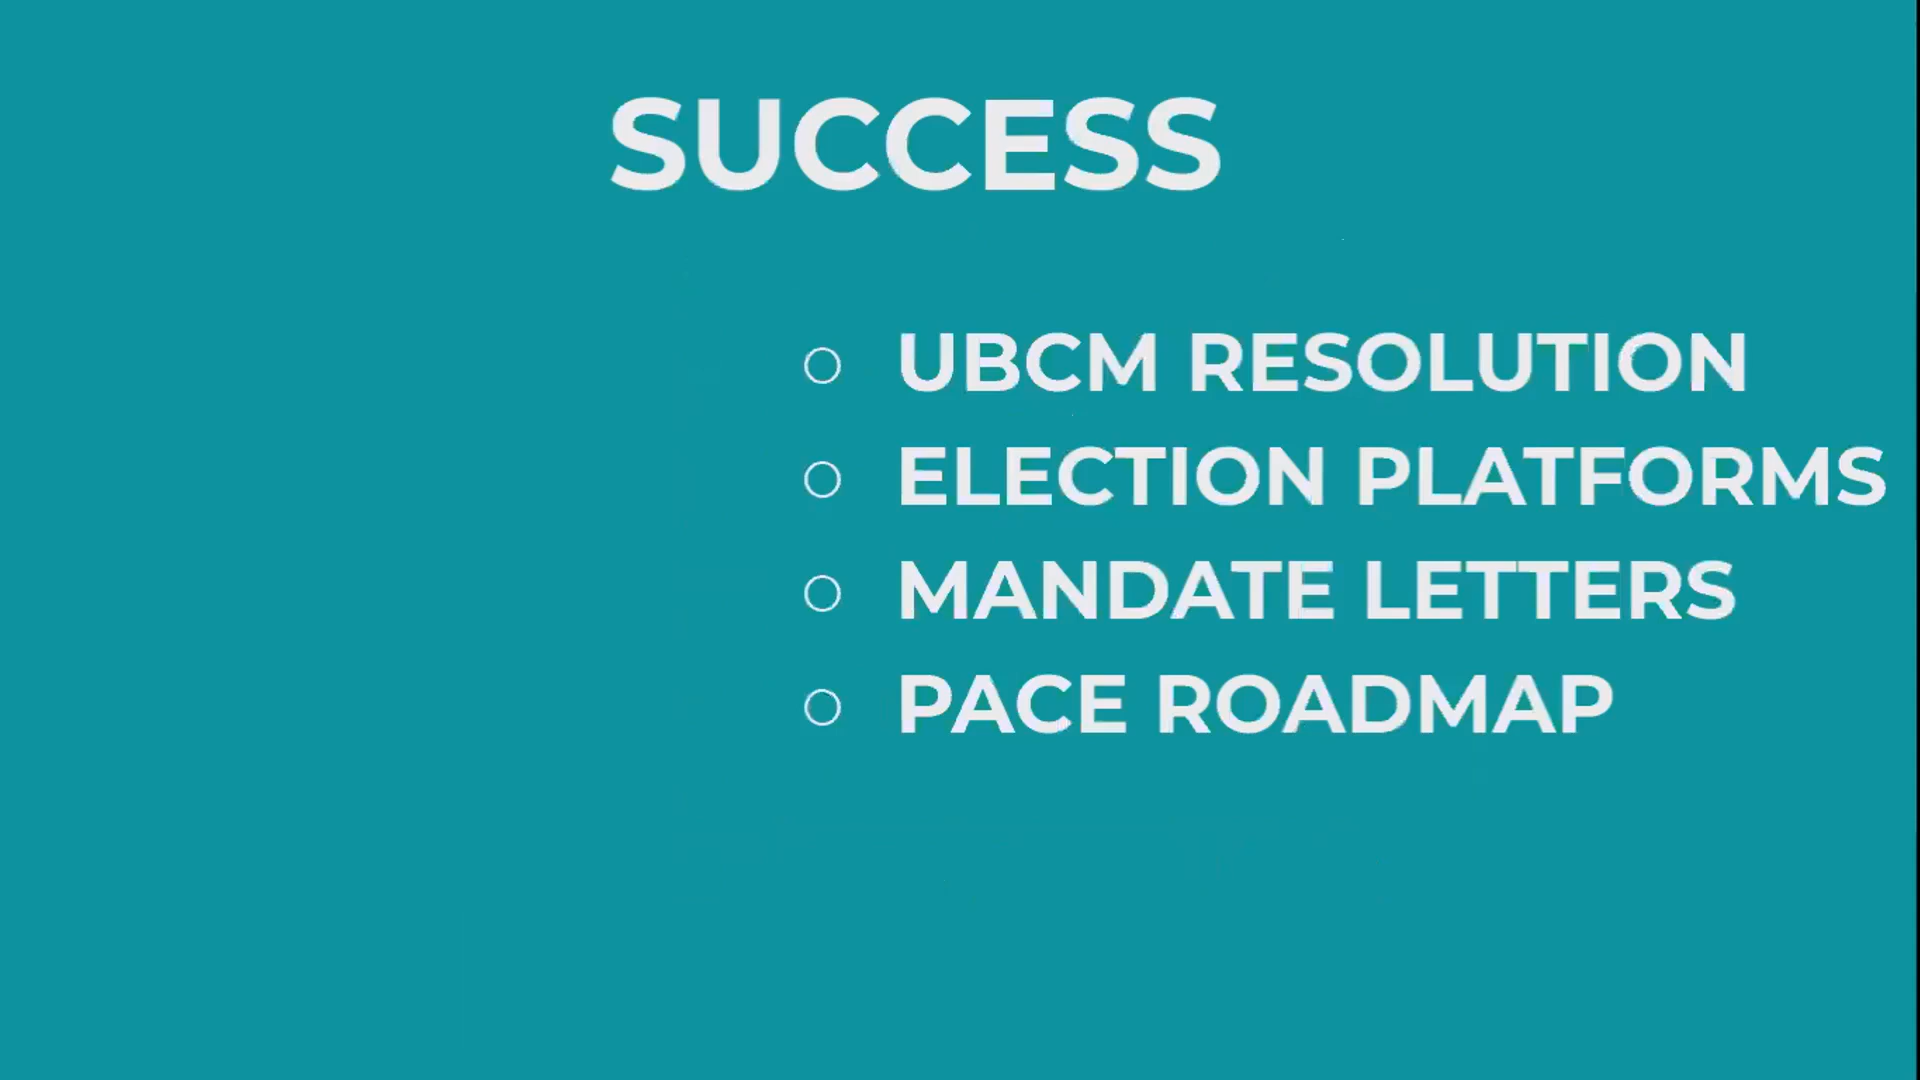 SUCCESS
○ UBCM RESOLUTION
○ ELECTION PLATFORMS
○ MANDATE LETTERS
○ PACE ROADMAP